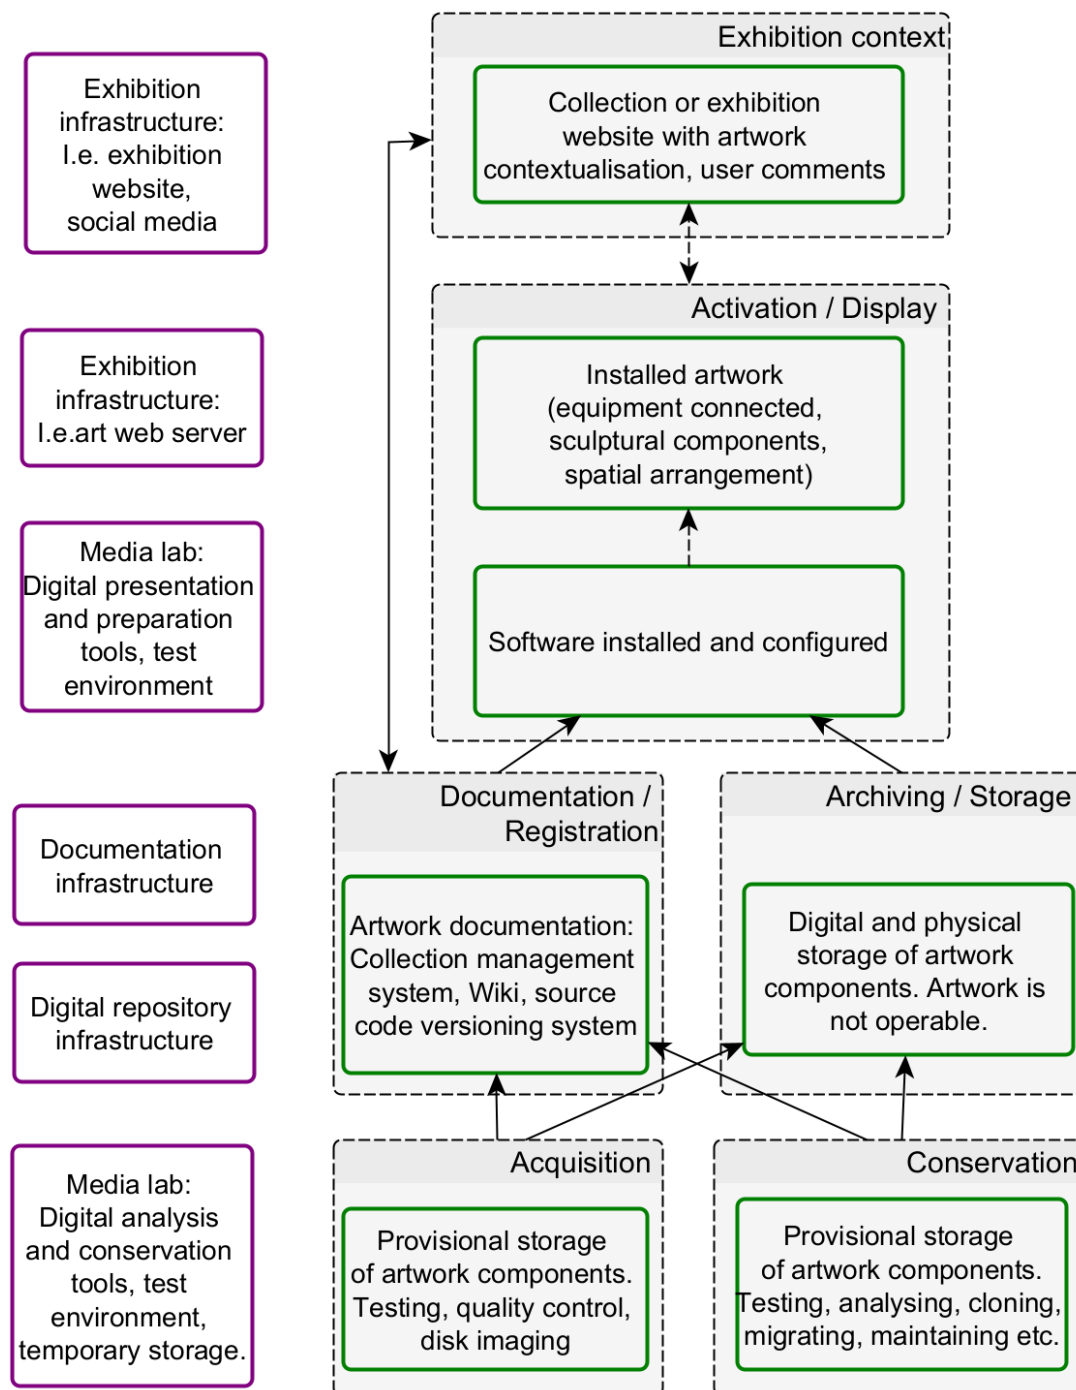 Exhibition
infrastructure:
I.e. exhibition
website,
social media
Exhibition
infrastructure:
I.e.art web server
Media lab:
Digital presentation
and preparation
tools, test
environment
Documentation
infrastructure
Digital repository
infrastructure
Media lab:
Digital analysis
and conservation
tools, test
environment,
temporary storage.
Exhibition context
Collection or exhibition
website with artwork
contextualisation, user comments
Activation / Display
Installed artwork
(equipment connected,
sculptural components,
spatial arrangement)
Software installed and configured
Documentation /
Registration
Artwork documentation:
Collection management
system, Wiki, source
code versioning system
Archiving / Storage
Digital and physical
storage of artwork
components. Artwork is
not operable.
Acquisition
Provisional storage
of artwork components.
Testing, quality control,
disk imaging
Conservation
Provisional storage
of artwork components.
Testing, analysing, cloning,
migrating, maintaining etc.